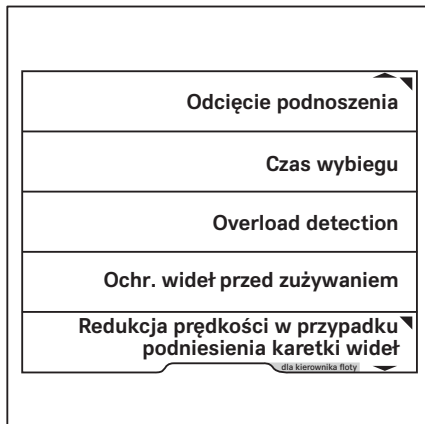 Odcięcie podnoszenia
Czas wybiegu
Overload detection
Ochr. wideł przed zużywaniem
Redukcja prędkości w przypadku
podniesienia karetki wideł
dla kierownika floty